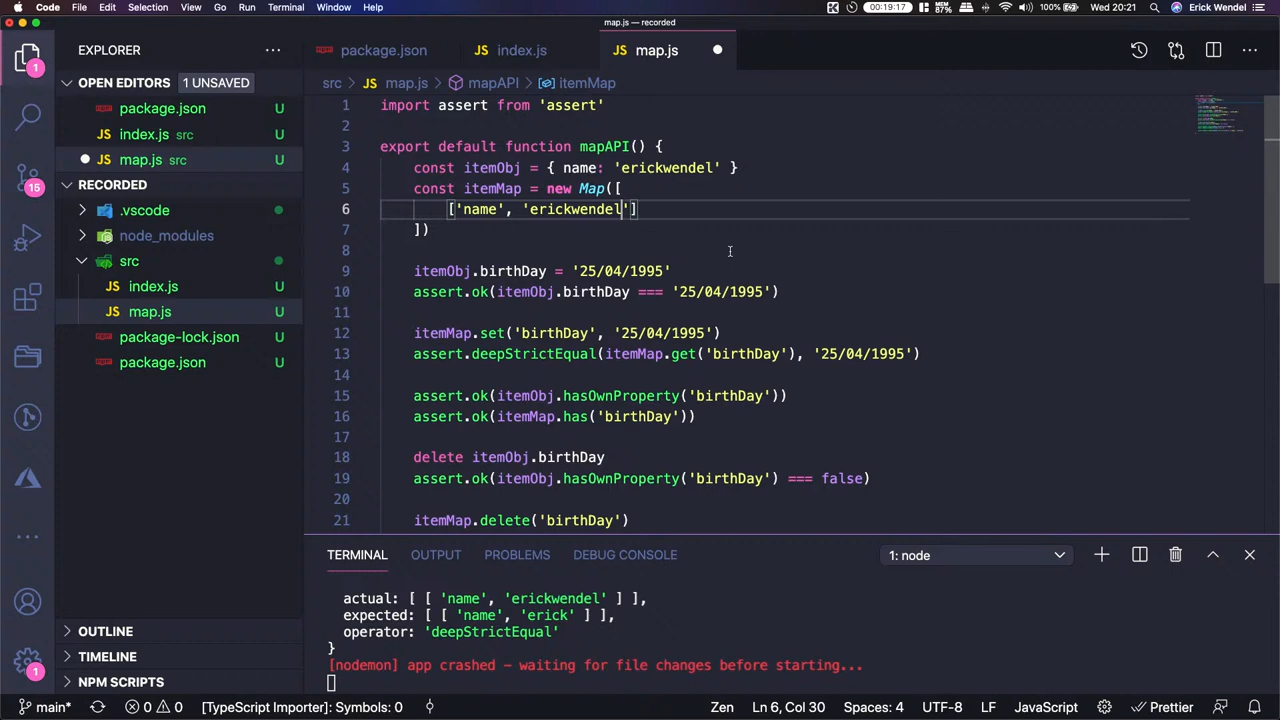 Code File Edit Selection View Go Run Terminal Window Help 00:19:17 MEM 87% 100% Wed 20:21 Erick Wendel
map.js — recorded
EXPLORER
package.json
index.js
map.js
OPEN EDITORS 1 UNSAVED
package.json U
index.js src U
map.js src U
RECORDED
.vscode
node_modules
src
index.js U
map.js U
package-lock.json U
package.json U
OUTLINE
TIMELINE
NPM SCRIPTS
1
15
1
src JS map.js mapAPI itemMap
1 import assert from 'assert'
2
3 export default function mapAPI() {
4 const itemObj = { name: 'erickwendel' }
5 const itemMap = new Map([
6 ['name', 'erickwendel']
7 ])
8
9 itemObj.birthDay = '25/04/1995'
10 assert.ok(itemObj.birthDay === '25/04/1995')
11
12 itemMap.set('birthDay', '25/04/1995')
13 assert.deepStrictEqual(itemMap.get('birthDay'), '25/04/1995')
14
15 assert.ok(itemObj.hasOwnProperty('birthDay'))
16 assert.ok(itemMap.has('birthDay'))
17
18 delete itemObj.birthDay
19 assert.ok(itemObj.hasOwnProperty('birthDay') === false)
20
21 itemMap.delete('birthDay')
TERMINAL OUTPUT PROBLEMS DEBUG CONSOLE 1: node
actual: [ [ 'name', 'erickwendel' ] ],
expected: [ [ 'name', 'erick' ] ],
operator: 'deepStrictEqual'
}
[nodemon] app crashed - waiting for file changes before starting...
main* 0 0 [TypeScript Importer]: Symbols: 0 Zen Ln 6, Col 30 Spaces: 4 UTF-8 LF JavaScript Prettier